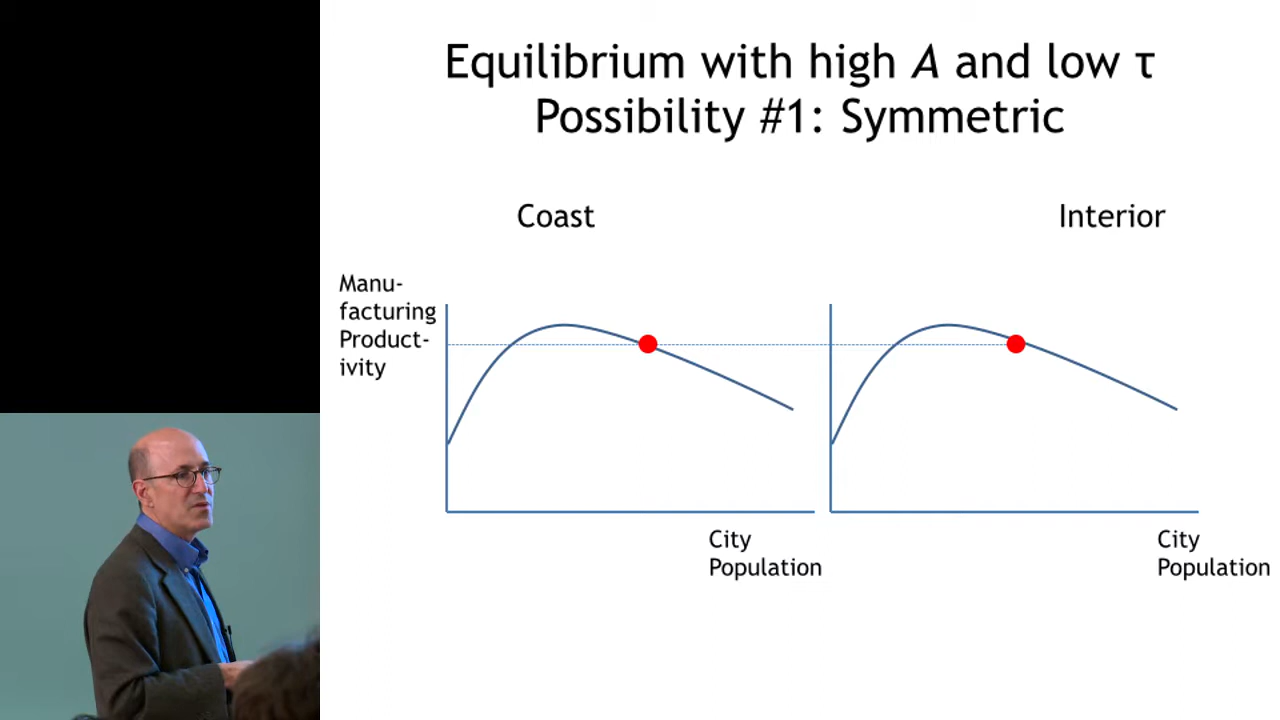 Equilibrium with high A and low τ
Possibility #1: Symmetric
Coast
Interior
Manu-
facturing
Product-
ivity
City
Population
City
Population